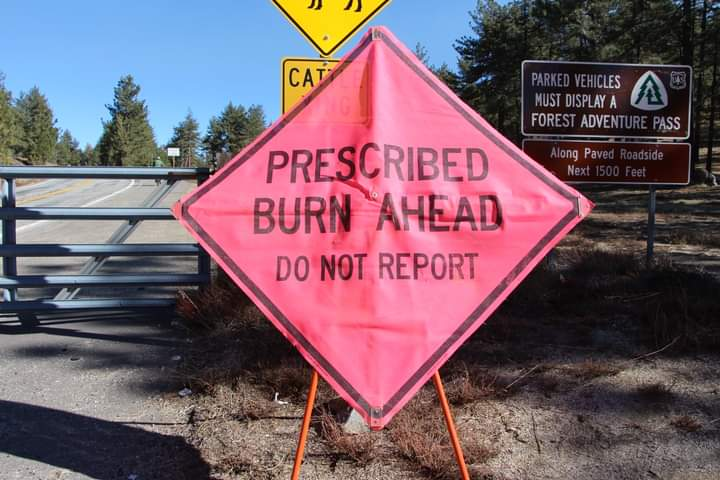 CATTLE
PRESCRIBED
BURN AHEAD
DO NOT REPORT
PARKED VEHICLES
MUST DISPLAY A
FOREST ADVENTURE PASS
Along Paved Roadside
Next 1500 Feet